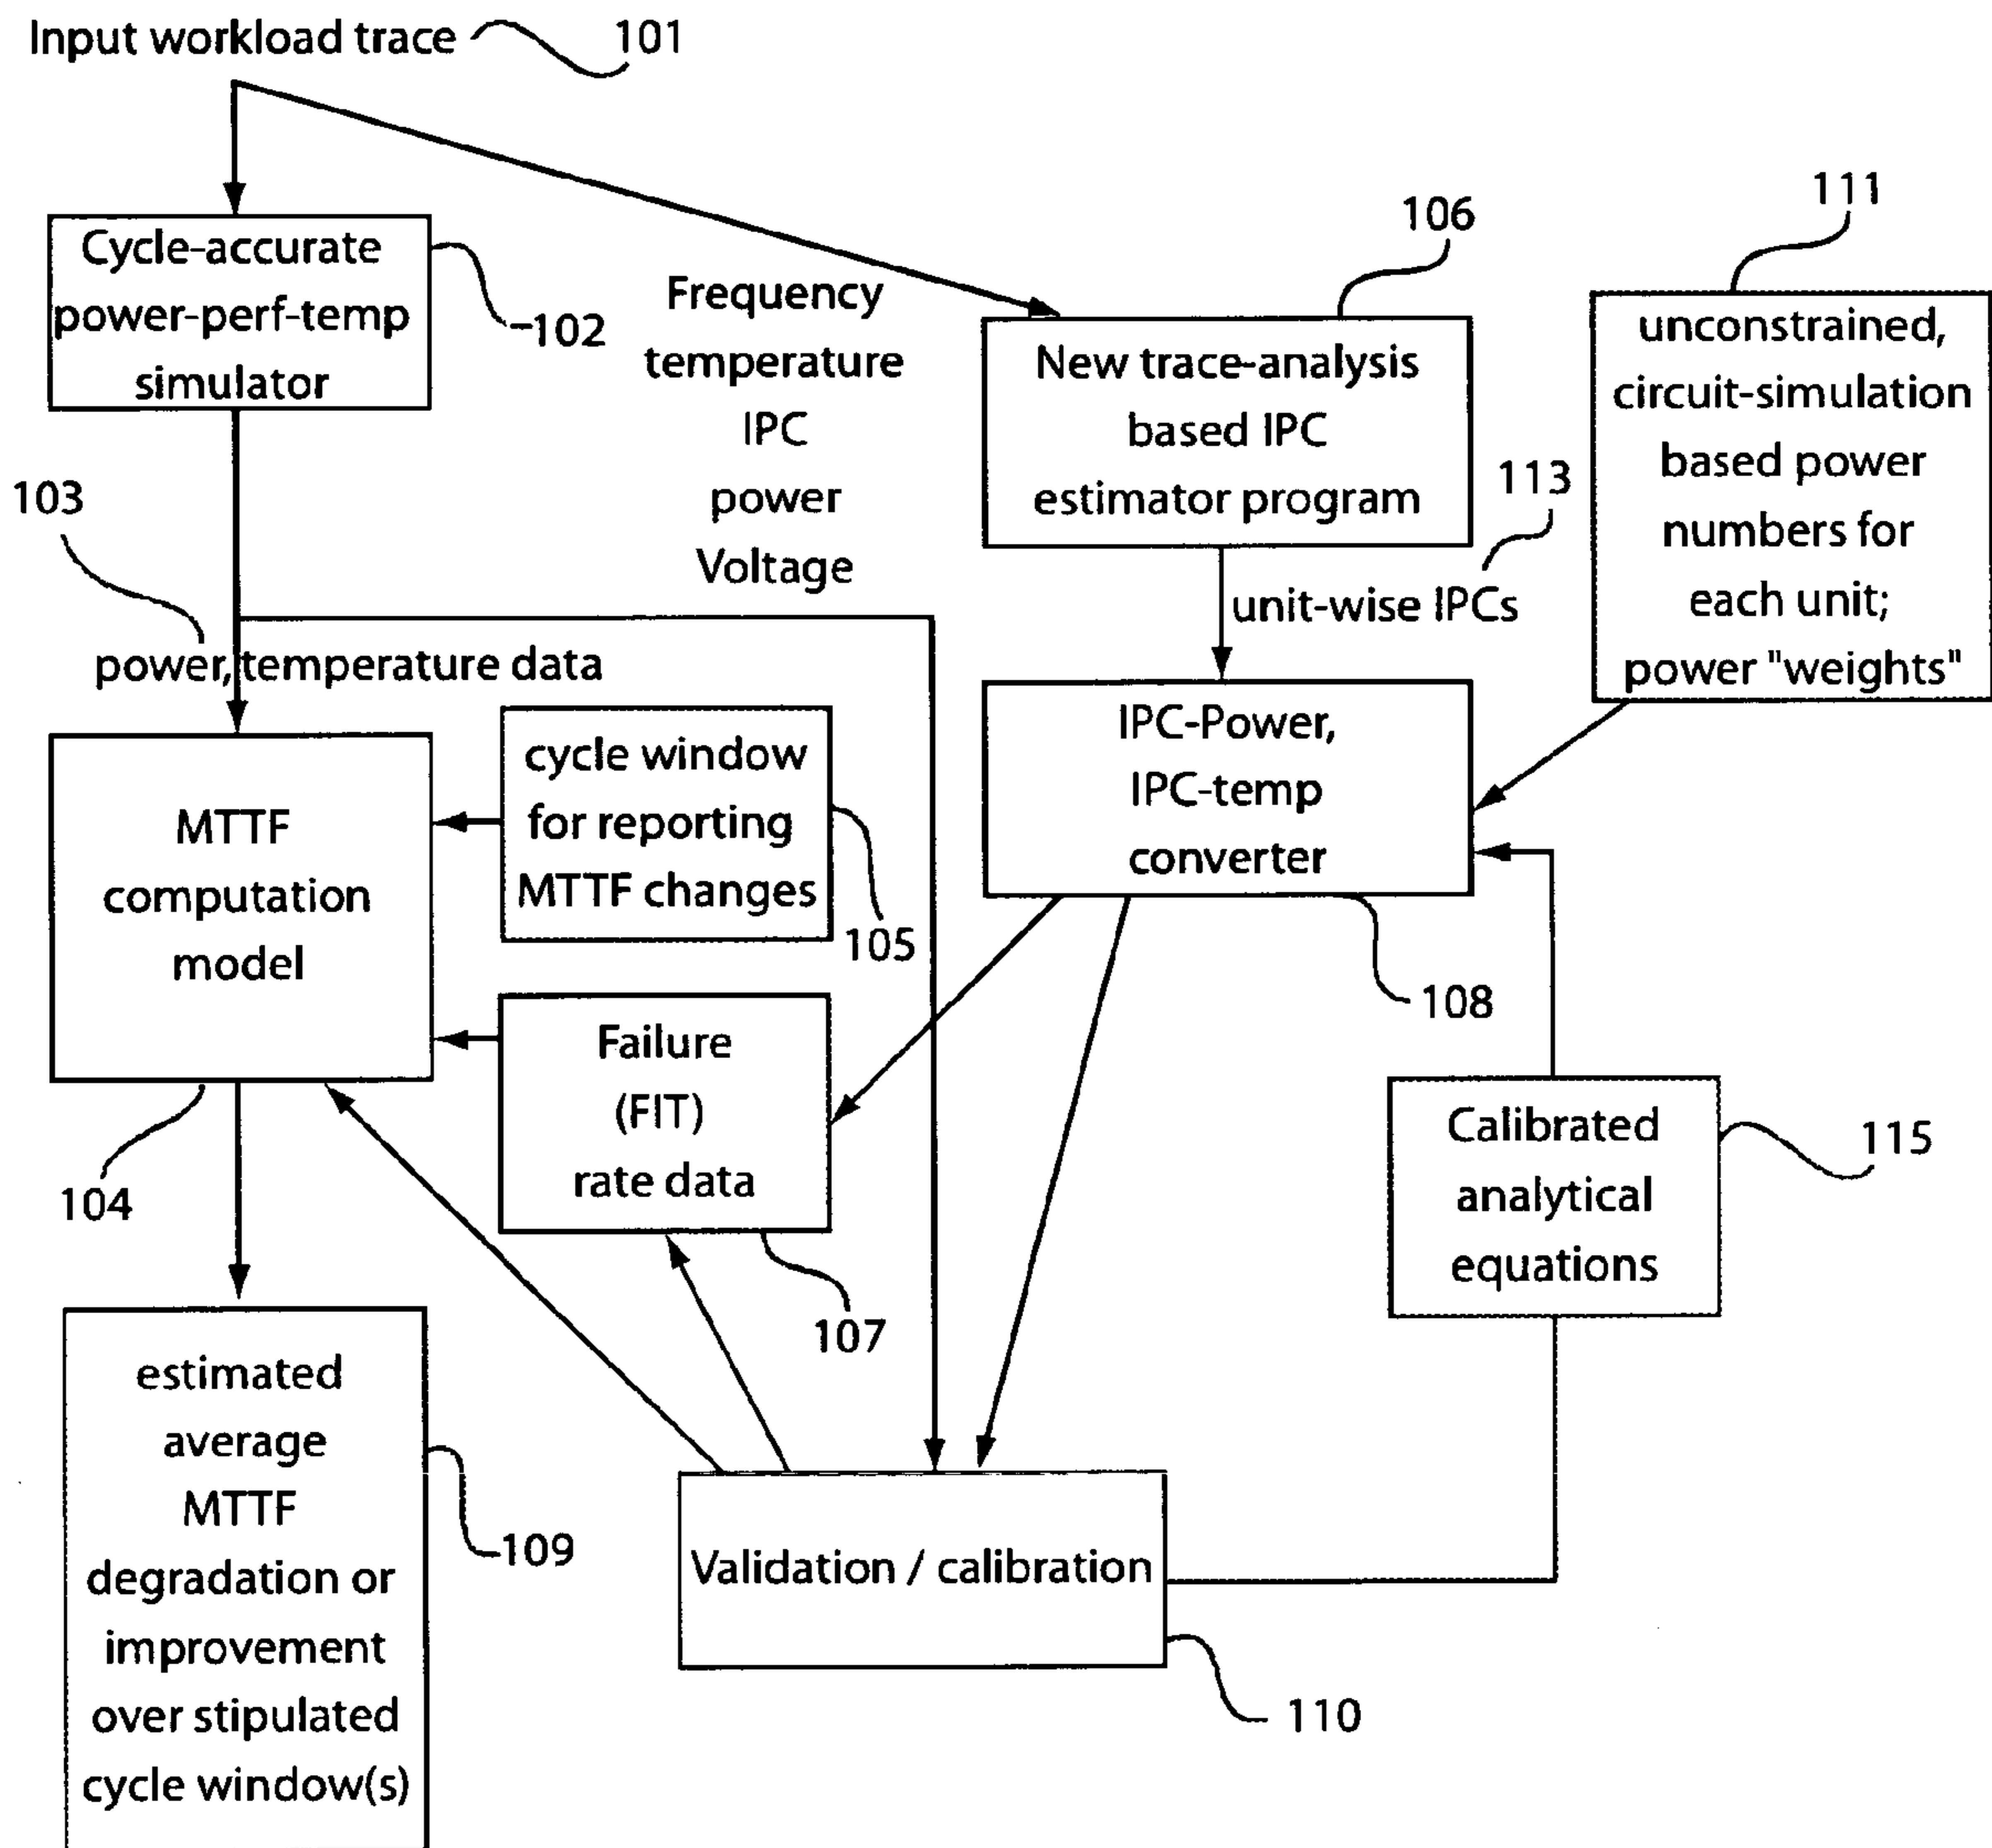 Input workload trace
101
Cycle-accurate
power-perf-temp
simulator
-102
Frequency
temperature
IPC
power
Voltage
106
New trace-analysis
based IPC
estimator program
111
unconstrained,
circuit-simulation
based power
numbers for
each unit;
power "weights"
113
unit-wise IPCs
103
power, temperature data
MTTF
computation
model
104
cycle window
for reporting
MTTF changes
105
IPC-Power,
IPC-temp
converter
108
Failure
(FIT)
rate data
107
Calibrated
analytical
equations
115
estimated
average
MTTF
degradation or
improvement
over stipulated
cycle window(s)
109
Validation / calibration
110